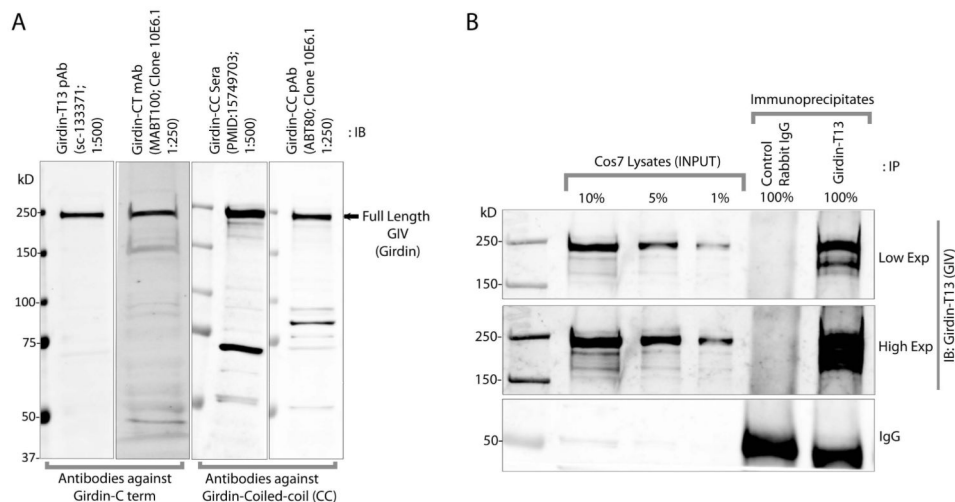 A
Girdin-T13 pAb
(sc-133371;
1:500)
Girdin-CT mAb
(MABT100; Clone 10E6.1
1:250)
Girdin-CC Sera
(PMID:15749703;
1:500)
Girdin-CC pAb
(ABT80; Clone 10E6.1
1:250)
: IB
kD
250
150
100
75
50
37
Full Length
GIV
(Girdin)
Antibodies against
Girdin-C term
Antibodies against
Girdin-Coiled-coil (CC)
B
Immunoprecipitates
Cos7 Lysates (INPUT)
Control
Rabbit IgG
Girdin-T13
: IP
10% 5% 1% 100% 100%
kD
250
150
Low Exp
250
150
High Exp
IB: Girdin-T13 (GIV)
50
IgG